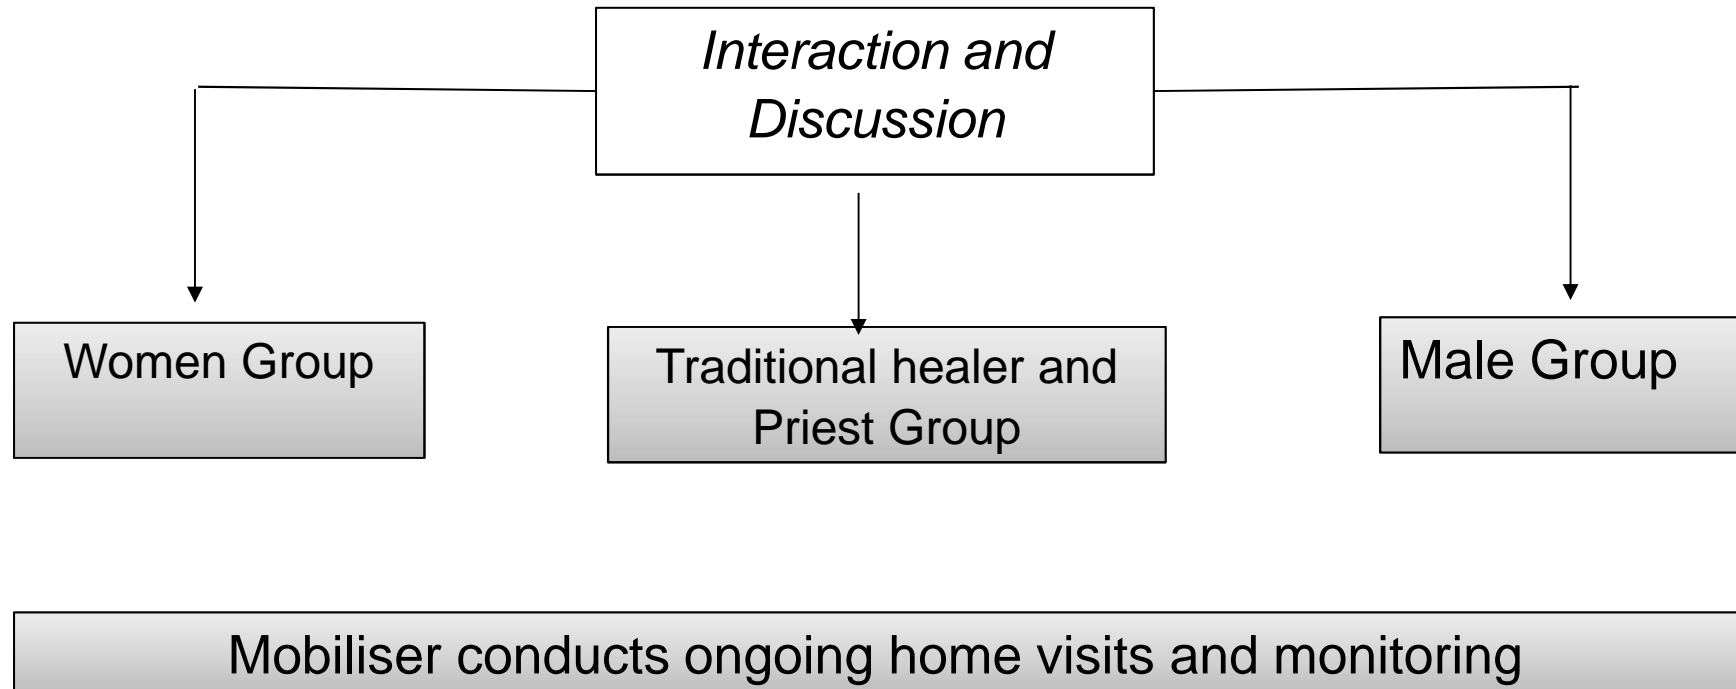 Interaction and
Discussion
Women Group
Traditional healer and
Priest Group
Male Group
Mobiliser conducts ongoing home visits and monitoring